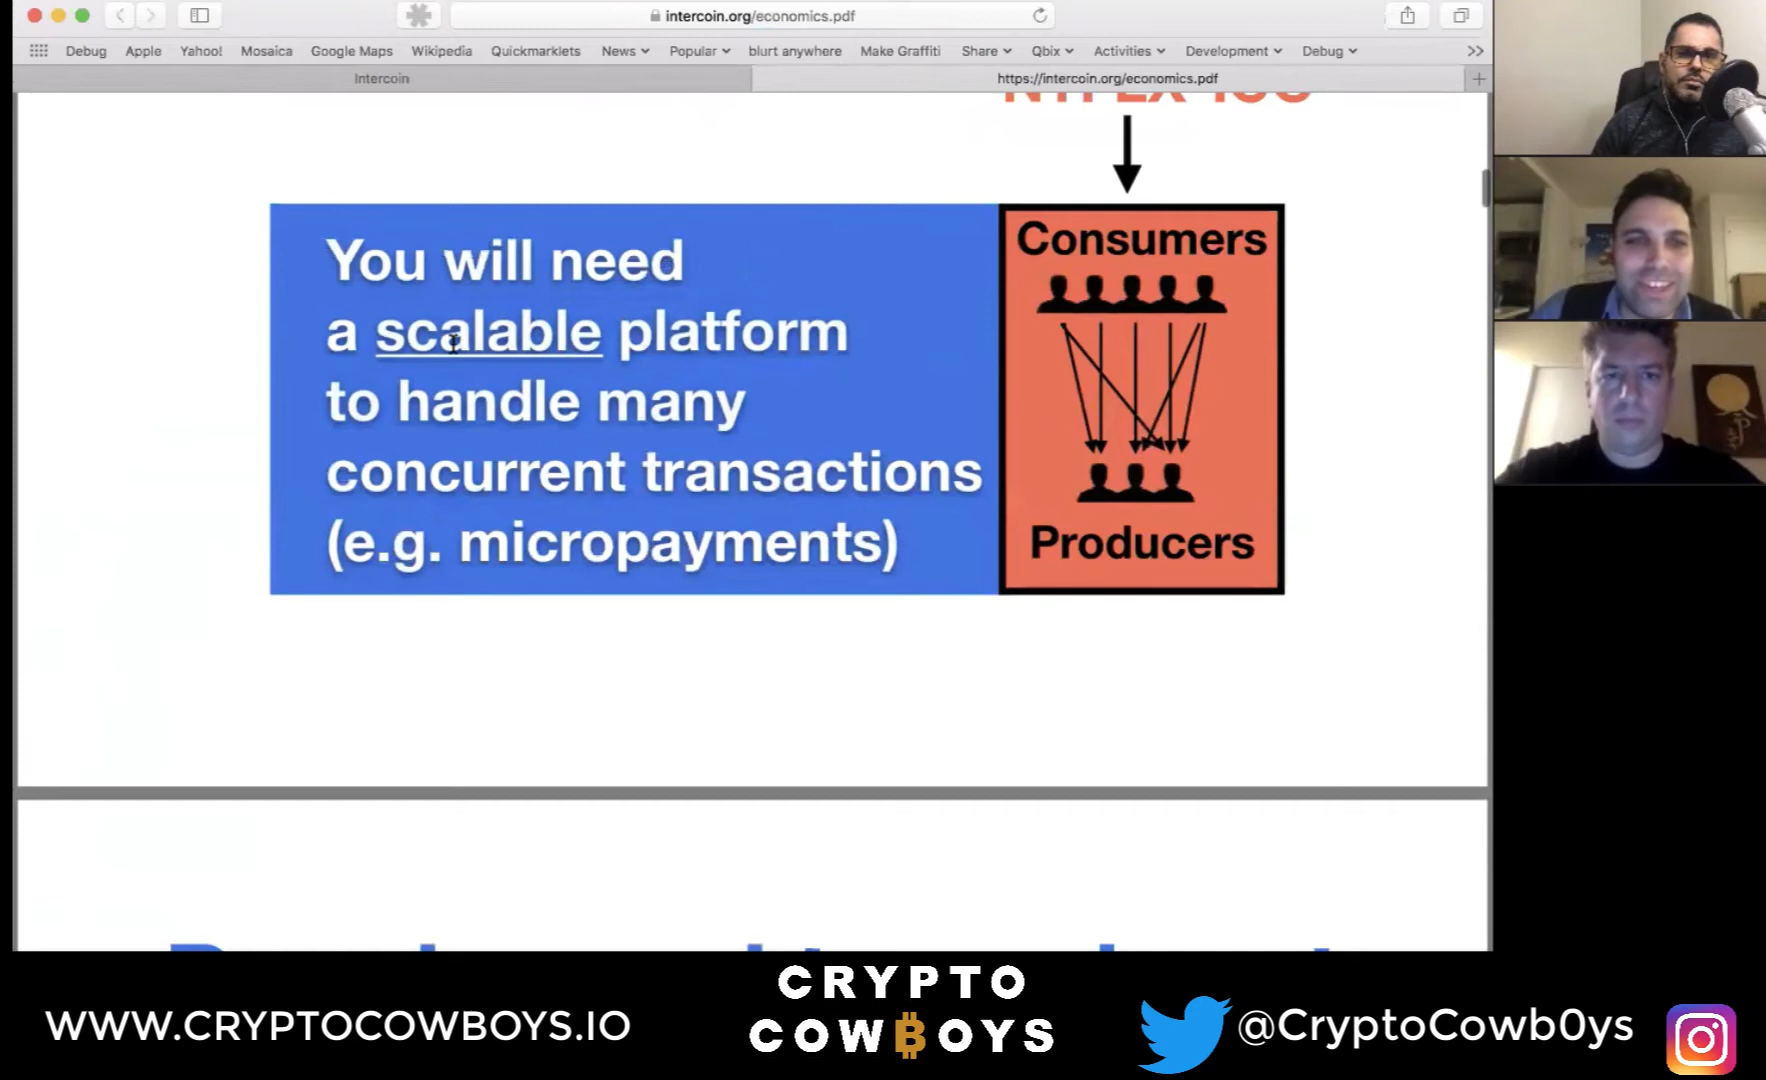 intercoin.org/economics.pdf
Debug Apple Yahoo! Mosaica Google Maps Wikipedia Quickmarklets News Popular blurt anywhere Make Graffiti Share Qbix Activities Development Debug >>
Intercoin https://intercoin.org/economics.pdf +
You will need
a scalable platform
to handle many
concurrent transactions
(e.g. micropayments)
Consumers
Producers
WWW.CRYPTOCOWBOYS.IO
CRYPTO
COWBOYS
@CryptoCowb0ys